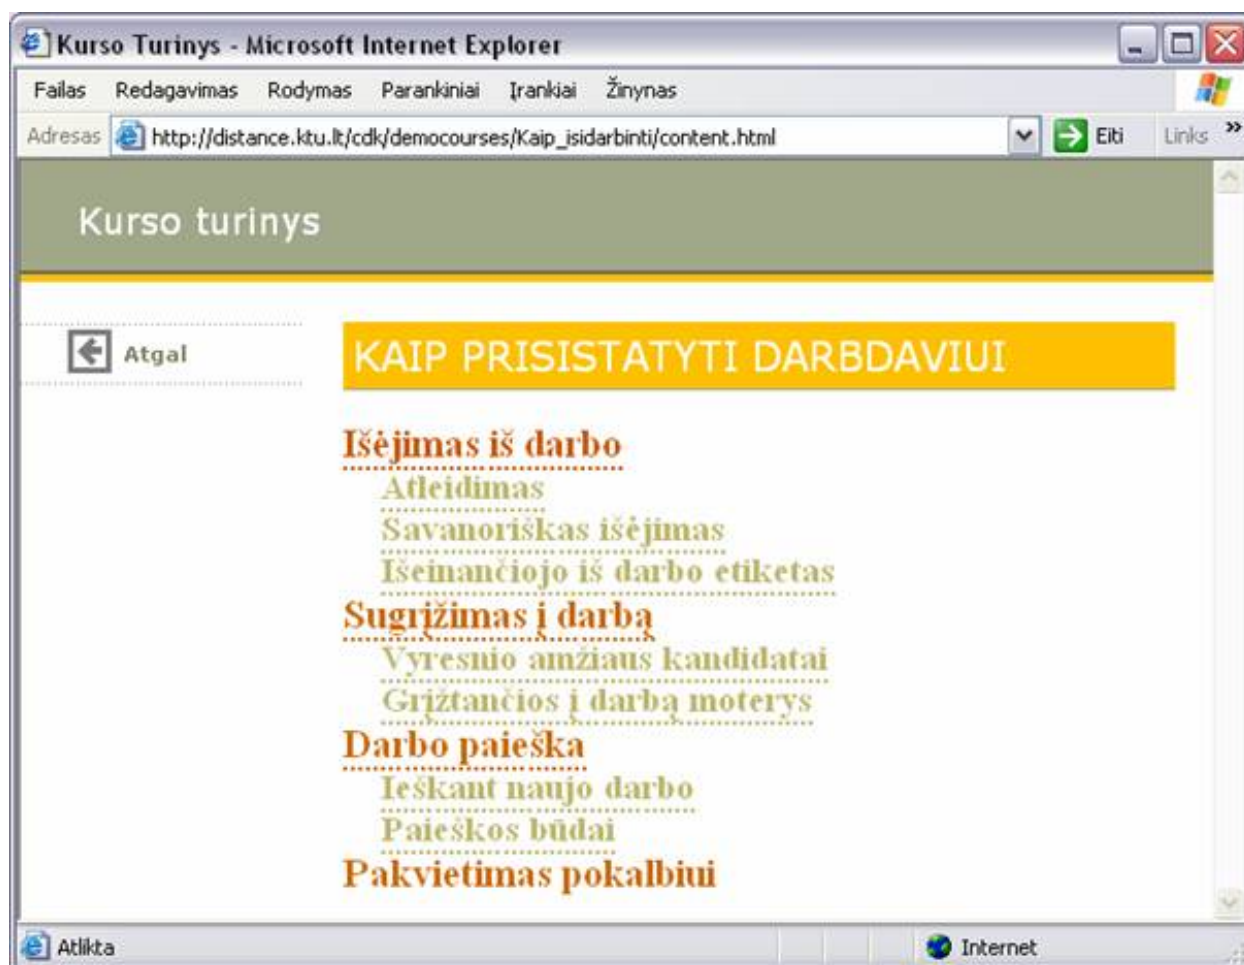 Kurso Turinys - Microsoft Internet Explorer
Failas Redagavimas Rodymas Parankiniai Įrankiai Žinynas
Adresas http://distance.ktu.lt/cdk/democourses/Kaip_isidarbinti/content.html Eiti Links »
Kurso turinys
Atgal
KAIP PRISISTATYTI DARBDAVIUI
Išėjimas iš darbo
Atleidimas
Savanoriškas išėjimas
Išeinančiojo iš darbo etiketas
Sugrįžimas į darbą
Vyresnio amžiaus kandidatai
Grįžtančios į darbą moterys
Darbo paieška
Ieškant naujo darbo
Paieškos būdai
Pakvietimas pokalbiui
Atlikta Internet